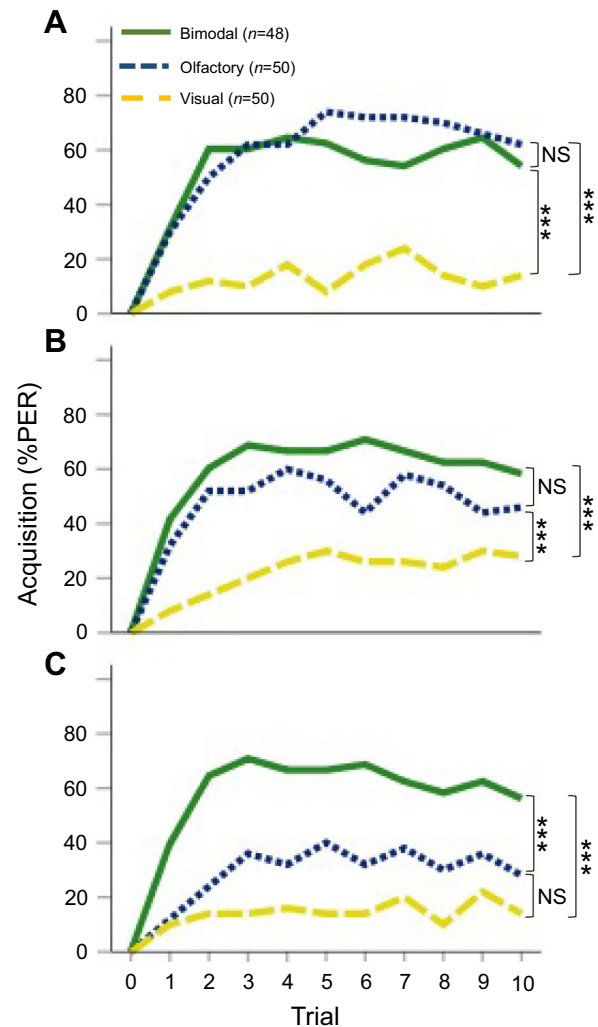 A
Bimodal (n=48)
Olfactory (n=50)
Visual (n=50)
80
60
40
20
0
NS
***
***
B
80
60
40
20
0
NS
***
***
Acquisition (%PER)
C
80
60
40
20
0
***
NS
***
0 1 2 3 4 5 6 7 8 9 10
Trial